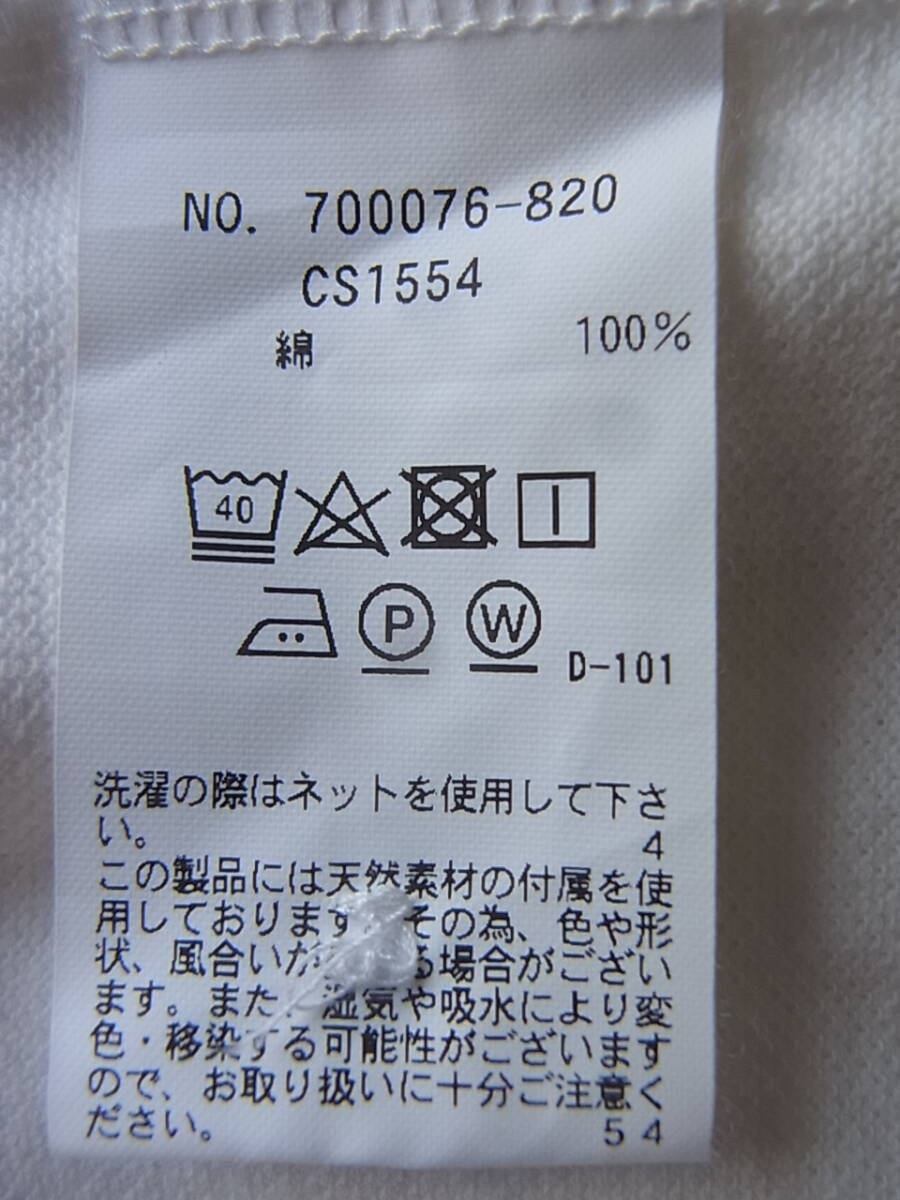 NO. 700076-820
CS1554
綿 100%
40
P W D-101
洗濯の際はネットを使用して下さ
い。 4
この製品には天然素材の付属を使
用しております その為、色や形
状、風合いが る場合がござい
ます。また 湿気や吸水により変
色・移染する可能性がございます
ので、お取り扱いに十分ご注意く
ださい。 54